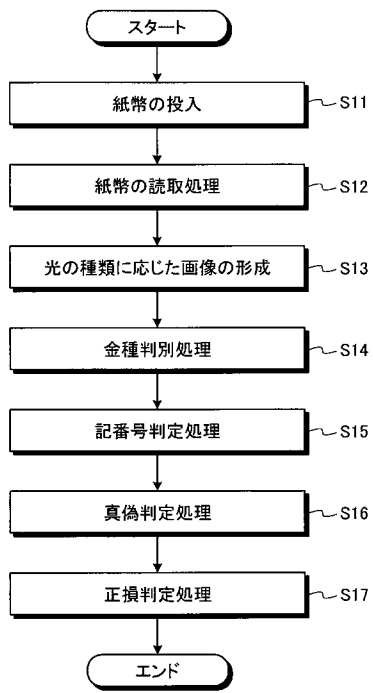 スタート
紙幣の投入 S11
紙幣の読取処理 S12
光の種類に応じた画像の形成 S13
金種判別処理 S14
記番号判定処理 S15
真偽判定処理 S16
正損判定処理 S17
エンド